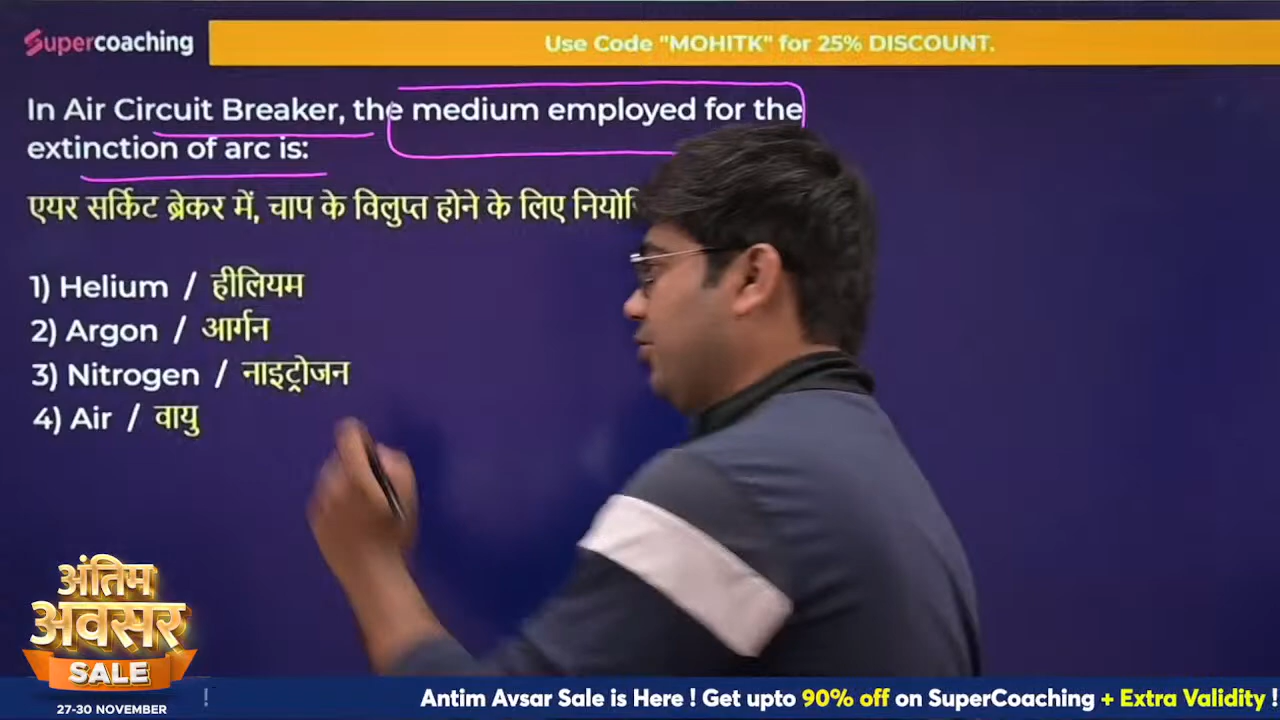 Supercoaching
Use Code "MOHITK" for 25% DISCOUNT.
In Air Circuit Breaker, the medium employed for the
extinction of arc is:
एयर सर्किट ब्रेकर में, चाप के विलुप्त होने के लिए
1) Helium / हीलियम
2) Argon / आर्गन
3) Nitrogen / नाइट्रोजन
4) Air / वायु
अंतिम
अवसर
SALE
27-30 NOVEMBER
! Antim Avsar Sale is Here ! Get upto 90% off on SuperCoaching + Extra Validity !